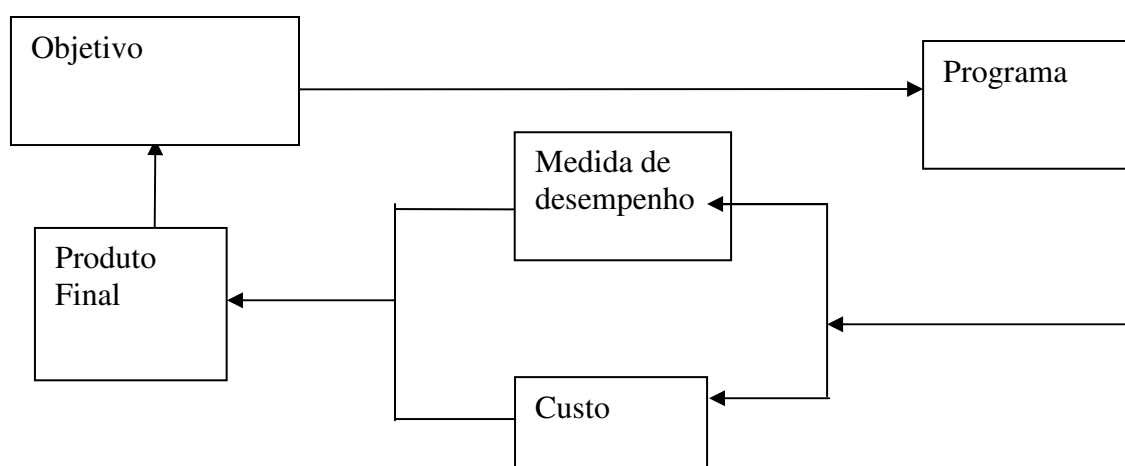 Objetivo
Programa
Medida de
desempenho
Produto
Final
Custo